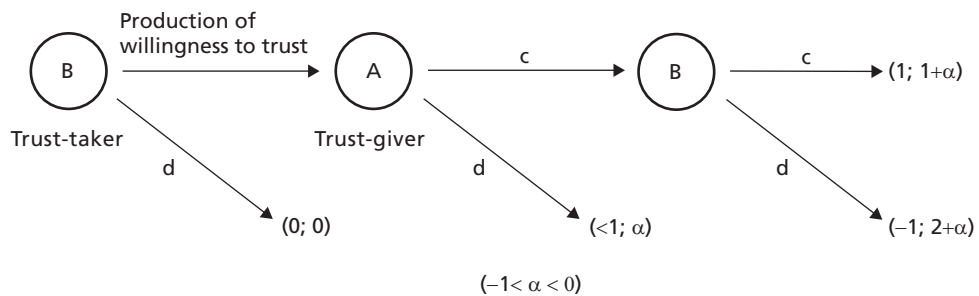 Production of
willingness to trust
B
A
c
B
c
(1; 1+α)
Trust-taker
Trust-giver
d
d
d
(0; 0)
(<1; α)
(−1; 2+α)
(−1< α < 0)